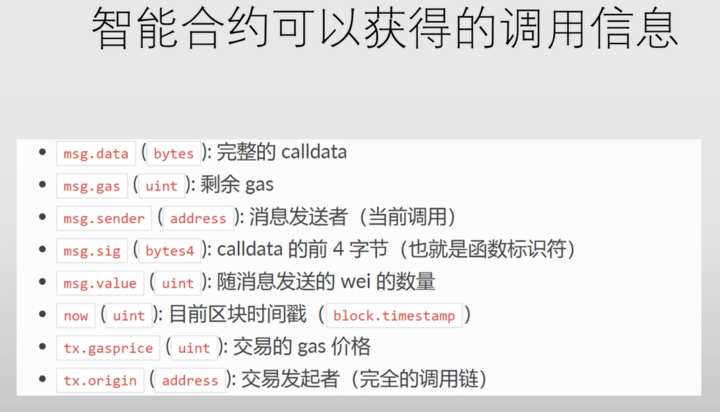 智能合约可以获得的调用信息
• msg.data (bytes): 完整的 calldata
• msg.gas (uint): 剩余 gas
• msg.sender (address): 消息发送者（当前调用）
• msg.sig (bytes4): calldata 的前 4 字节（也就是函数标识符）
• msg.value (uint): 随消息发送的 wei 的数量
• now (uint): 目前区块时间戳（block.timestamp）
• tx.gasprice (uint): 交易的 gas 价格
• tx.origin (address): 交易发起者（完全的调用链）